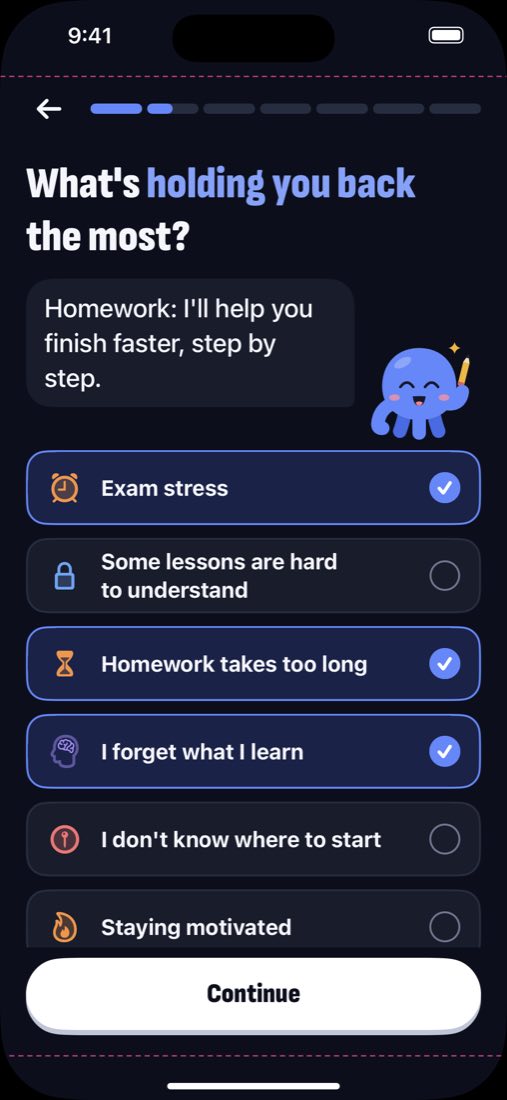 9:41
What's holding you back
the most?
Homework: I'll help you
finish faster, step by
step.
Exam stress
Some lessons are hard
to understand
Homework takes too long
I forget what I learn
I don't know where to start
Staying motivated
Continue